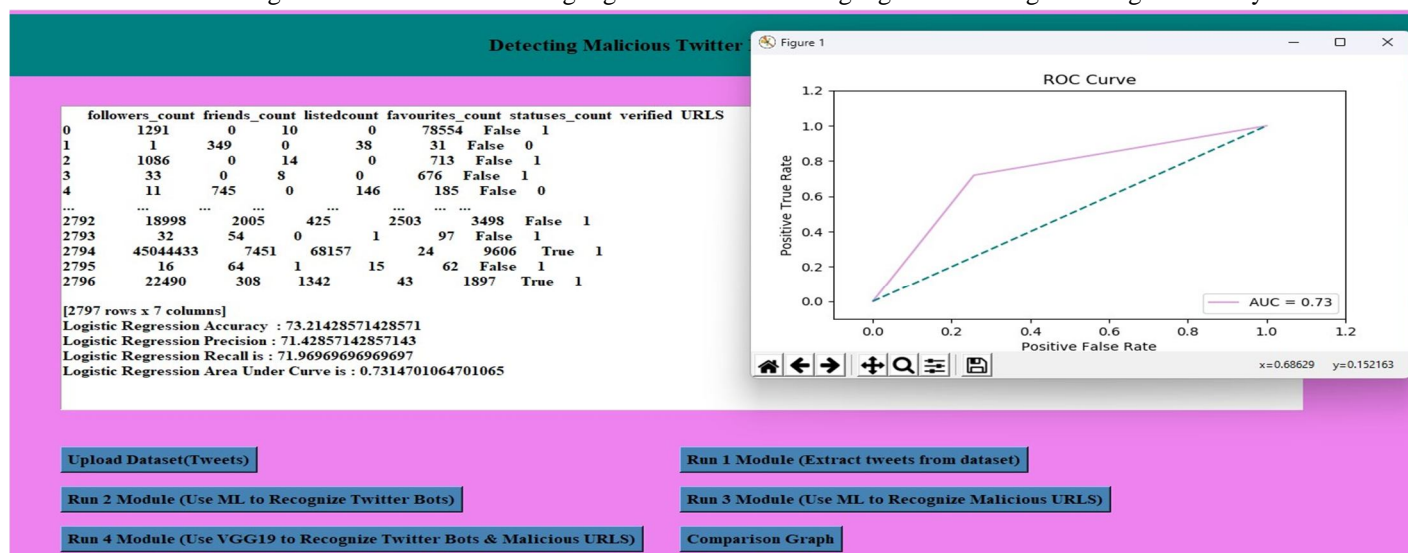 Detecting Malicious Twitter
followers_count friends_count listedcount favourites_count statuses_count verified URLS
0 1291 0 10 0 78554 False 1
1 1 349 0 38 31 False 0
2 1086 0 14 0 713 False 1
3 33 0 8 0 676 False 1
4 11 745 0 146 185 False 0
... ... ... ... ... ... ... ...
2792 18998 2005 425 2503 3498 False 1
2793 32 54 0 1 97 False 1
2794 45044433 7451 68157 24 9606 True 1
2795 16 64 1 15 62 False 1
2796 22490 308 1342 43 1897 True 1
[2797 rows x 7 columns]
Logistic Regression Accuracy : 73.21428571428571
Logistic Regression Precision : 71.42857142857143
Logistic Regression Recall is : 71.96969696969697
Logistic Regression Area Under Curve is : 0.7314701064701065
Figure 1
ROC Curve
1.2
1.0
0.8
0.6
0.4
0.2
0.0
Positive True Rate
AUC = 0.73
0.0 0.2 0.4 0.6 0.8 1.0 1.2
Positive False Rate
x=0.68629 y=0.152163
Upload Dataset(Tweets)
Run 1 Module (Extract tweets from dataset)
Run 2 Module (Use ML to Recognize Twitter Bots)
Run 3 Module (Use ML to Recognize Malicious URLS)
Run 4 Module (Use VGG19 to Recognize Twitter Bots & Malicious URLS)
Comparison Graph